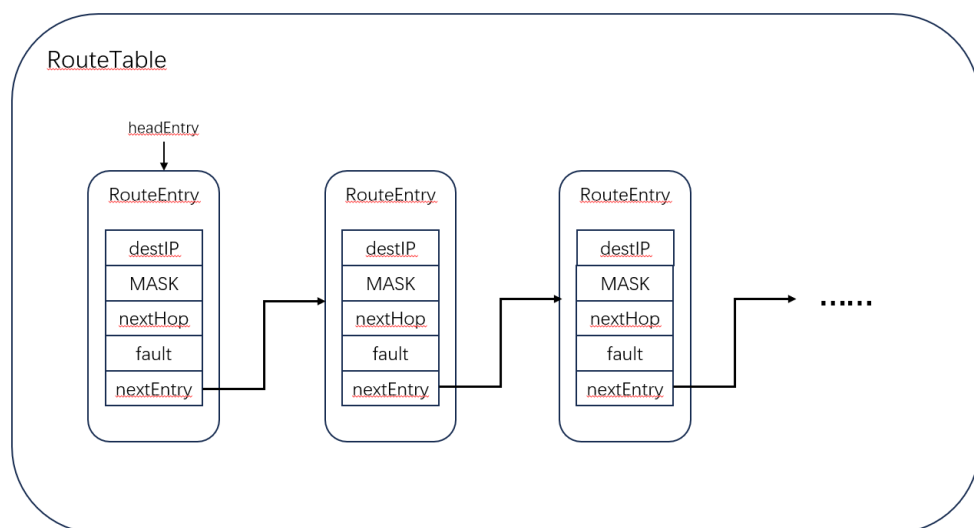 RouteTable
headEntry
RouteEntry
destIP
MASK
nextHop
fault
nextEntry
RouteEntry
destIP
MASK
nextHop
fault
nextEntry
RouteEntry
destIP
MASK
nextHop
fault
nextEntry
……